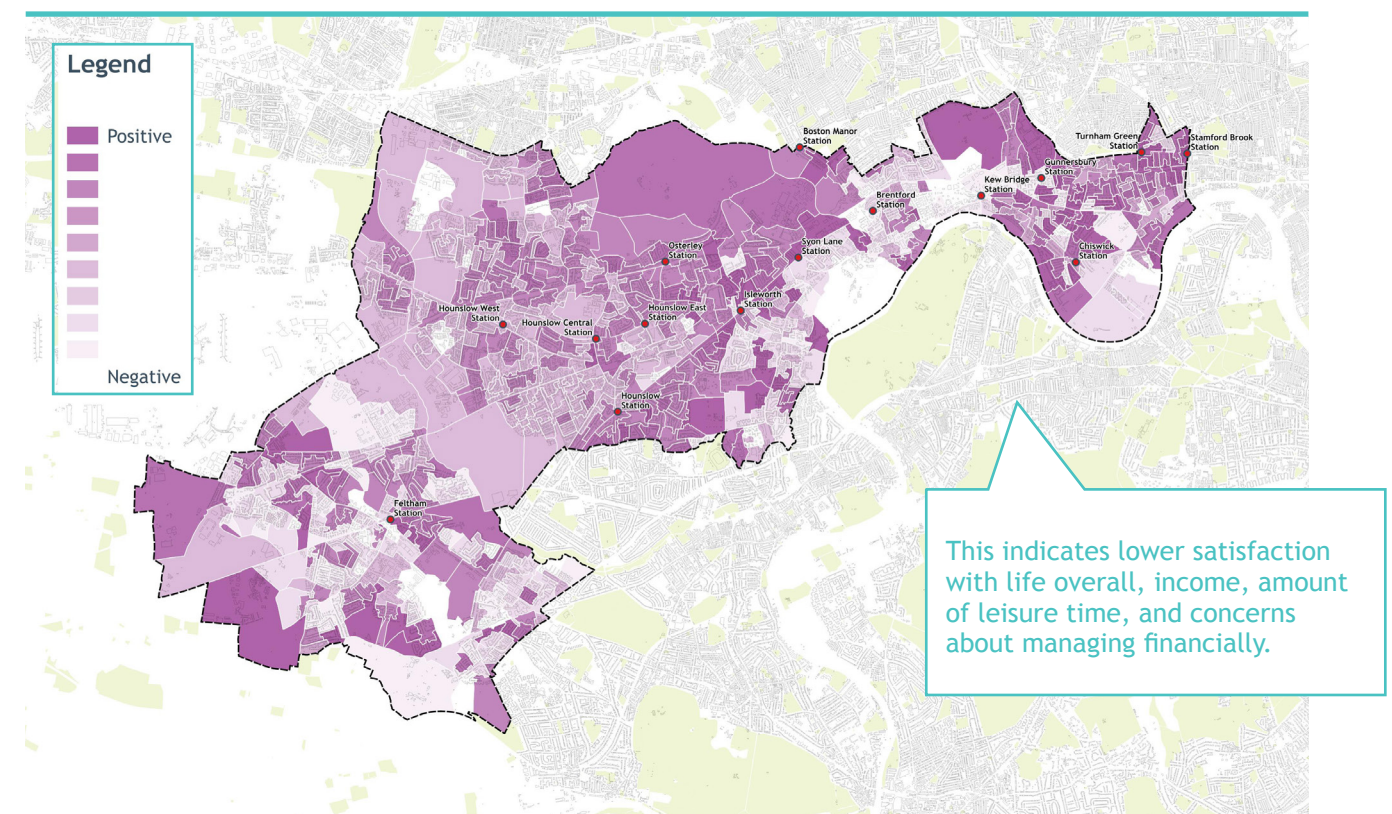 Legend
Positive
Negative
Boston Manor
Station
Turnham Green
Station
Stamford Brook
Station
Gunnersbury
Station
Kew Bridge
Station
Brentford
Station
Chiswick
Station
Syon Lane
Station
Osterley
Station
Isleworth
Station
Hounslow East
Station
Hounslow West
Station
Hounslow Central
Station
Hounslow
Station
Feltham
Station
This indicates lower satisfaction
with life overall, income, amount
of leisure time, and concerns
about managing financially.